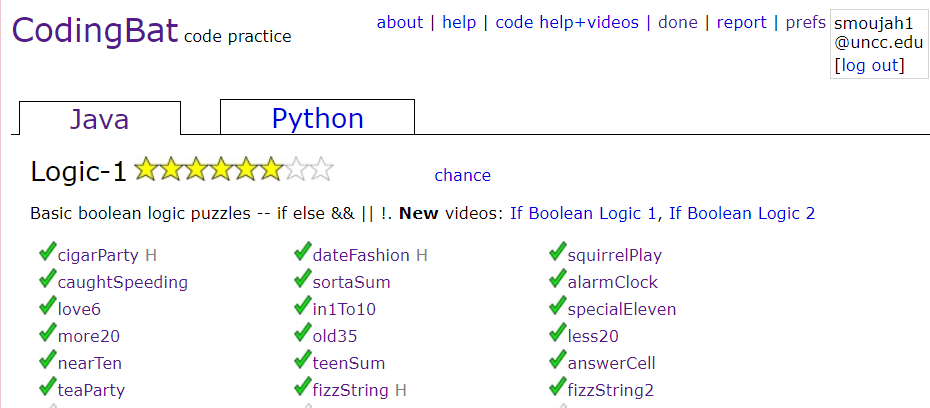 CodingBat code practice
about | help | code help+videos | done | report | prefs
smoujah1
@uncc.edu
[log out]
Java
Python
Logic-1
chance
Basic boolean logic puzzles -- if else && || !. New videos: If Boolean Logic 1, If Boolean Logic 2
cigarParty H dateFashion H squirrelPlay
caughtSpeeding sortaSum alarmClock
love6 in1To10 specialEleven
more20 old35 less20
nearTen teenSum answerCell
teaParty fizzString H fizzString2